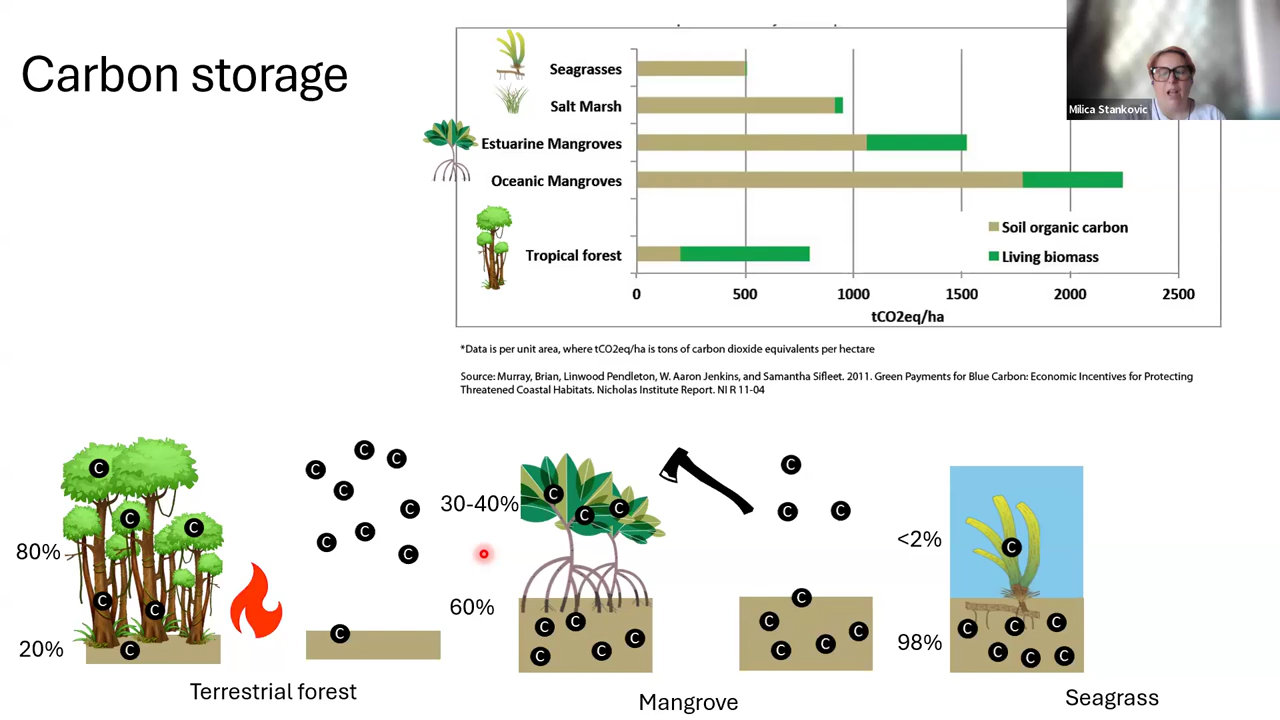 Carbon storage
Milica Stankovic
Seagrasses
Salt Marsh
Estuarine Mangroves
Oceanic Mangroves
Tropical forest
Soil organic carbon
Living biomass
0 500 1000 1500 2000 2500
tCO2eq/ha
*Data is per unit area, where tCO2eq/ha is tons of carbon dioxide equivalents per hectare
Source: Murray, Brian, Linwood Pendleton, W. Aaron Jenkins, and Samantha Sifleet. 2011. Green Payments for Blue Carbon: Economic Incentives for Protecting
Threatened Coastal Habitats. Nicholas Institute Report. NI R 11-04
80%
20%
C C C C C C C
C C C C C C C C C
Terrestrial forest
30-40%
60%
C C C C C C C C
C C C C C C C C
Mangrove
<2%
98%
C C C C C C C
Seagrass